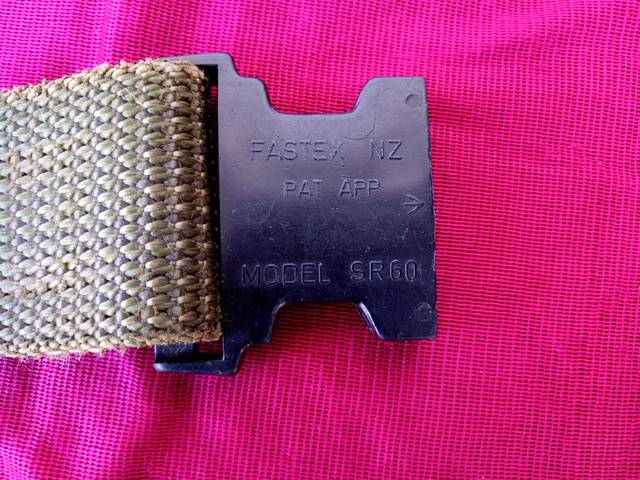 FASTEX NZ
PAT APP
MODEL SR60